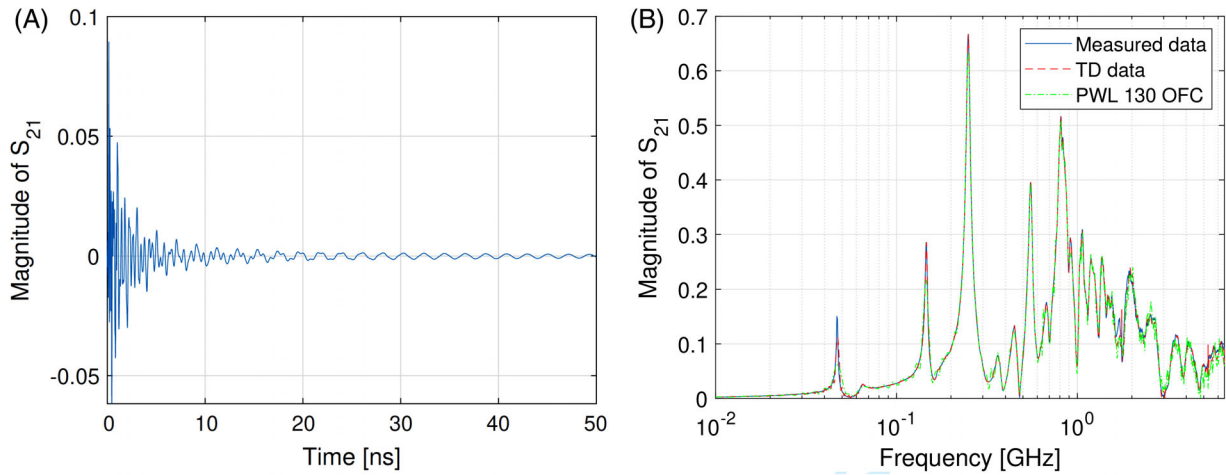 (A)
0.1
0.05
0
-0.05
0 10 20 30 40 50
Magnitude of S21
Time [ns]
(B)
0.7
0.6
0.5
0.4
0.3
0.2
0.1
0
10-2 10-1 100
Magnitude of S21
Frequency [GHz]
Measured data
TD data
PWL 130 OFC